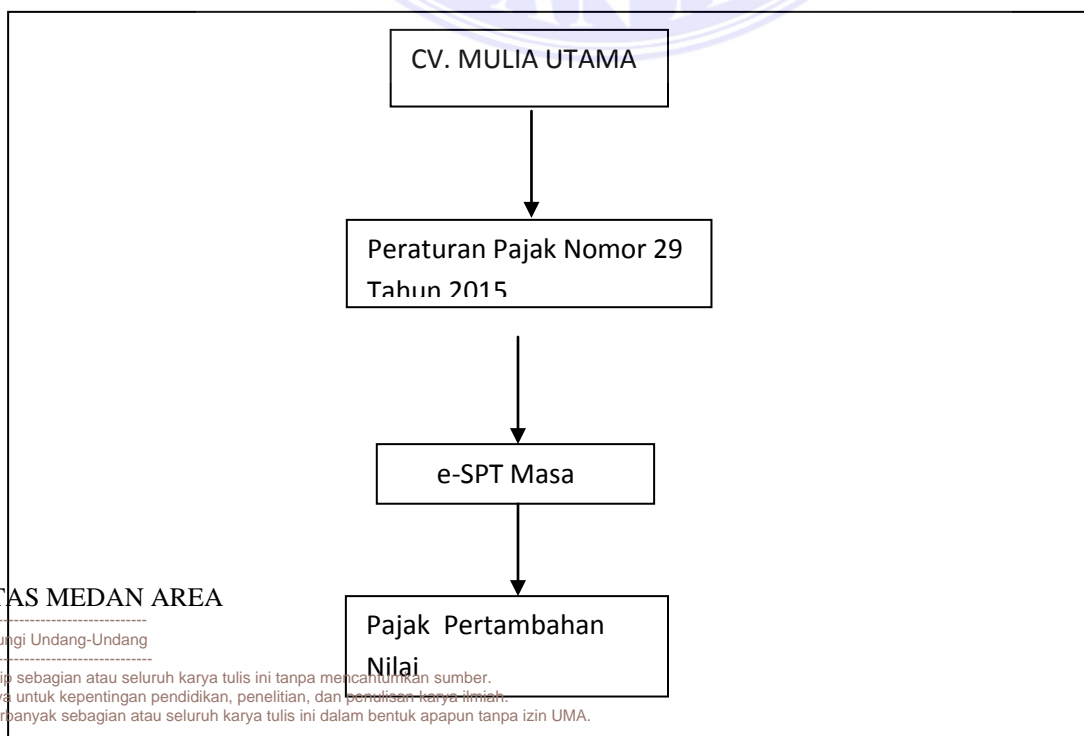 CV. MULIA UTAMA
Peraturan Pajak Nomor 29
Tahun 2015
e-SPT Masa
Pajak Pertambahan
Nilai
TAS MEDAN AREA
ungi Undang-Undang
sebagian atau seluruh karya tulis ini tanpa mencantumkan sumber.
untuk kepentingan pendidikan, penelitian, dan penulisan karya ilmiah.
rbanyak sebagian atau seluruh karya tulis ini dalam bentuk apapun tanpa izin UMA.